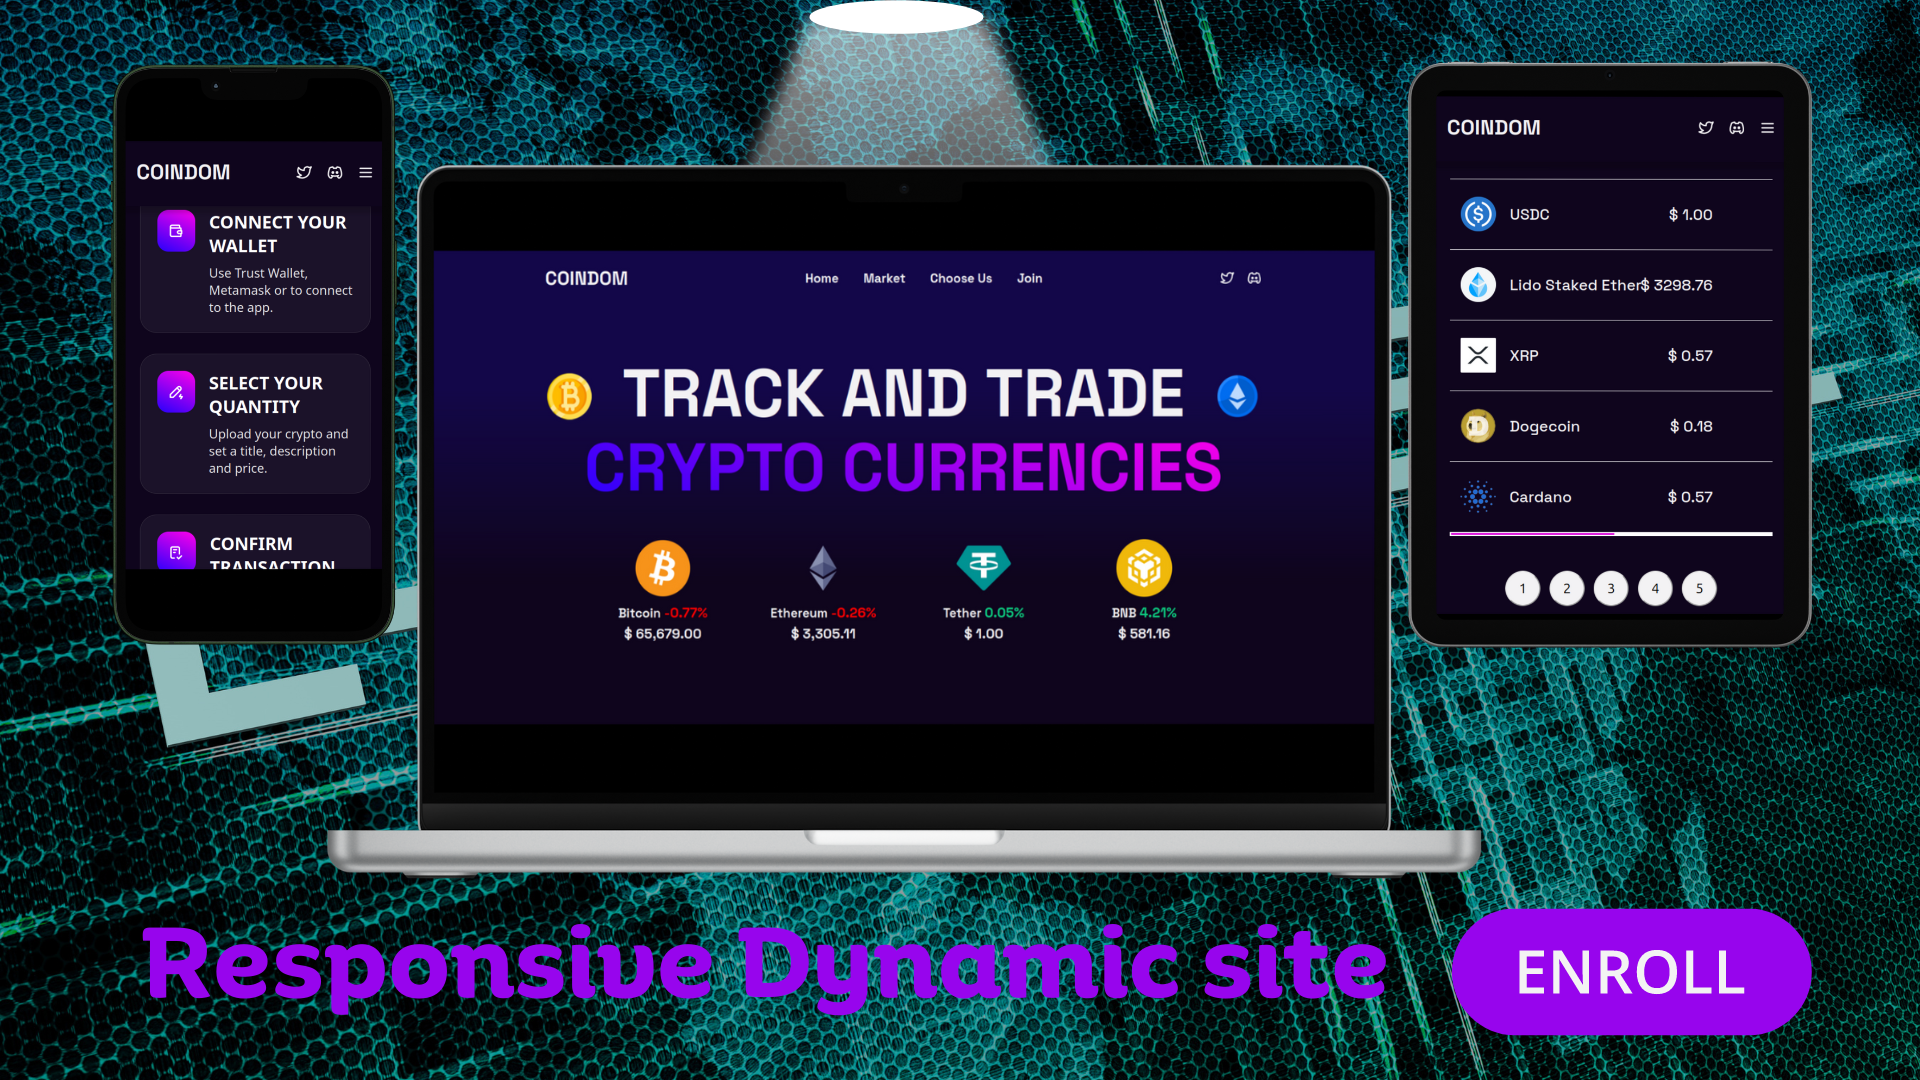 COINDOM
CONNECT YOUR
WALLET
Use Trust Wallet,
Metamask or to connect
to the app.
SELECT YOUR
QUANTITY
Upload your crypto and
set a title, description
and price.
CONFIRM
TRANSACTION
COINDOM
Home Market Choose Us Join
TRACK AND TRADE
CRYPTO CURRENCIES
Bitcoin -0.77%
$ 65,679.00
Ethereum -0.26%
$ 3,305.11
Tether 0.05%
$ 1.00
BNB 4.21%
$ 581.16
COINDOM
USDC $ 1.00
Lido Staked Ether$ 3298.76
XRP $ 0.57
Dogecoin $ 0.18
Cardano $ 0.57
1 2 3 4 5
Responsive Dynamic site
ENROLL